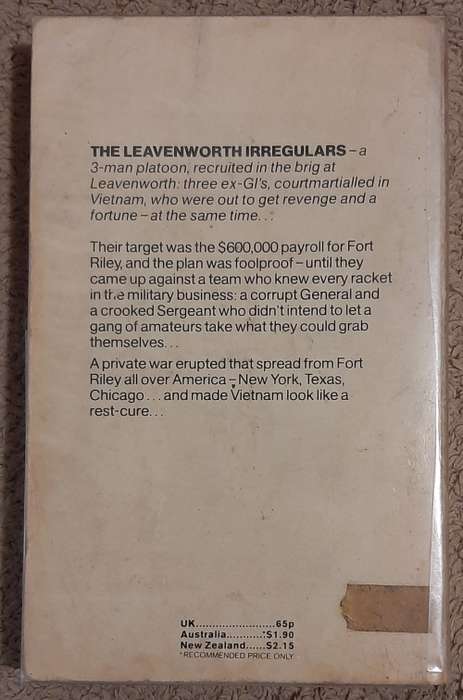 THE LEAVENWORTH IRREGULARS – a
3-man platoon, recruited in the brig at
Leavenworth: three ex-GI's, courtmartialled in
Vietnam, who were out to get revenge and a
fortune – at the same time...
Their target was the $600,000 payroll for Fort
Riley, and the plan was foolproof – until they
came up against a team who knew every racket
in the military business: a corrupt General and
a crooked Sergeant who didn't intend to let a
gang of amateurs take what they could grab
themselves...
A private war erupted that spread from Fort
Riley all over America – New York, Texas,
Chicago... and made Vietnam look like a
rest-cure...
UK........................65p
Australia...........*$1.90
New Zealand......$2.15
*RECOMMENDED PRICE ONLY